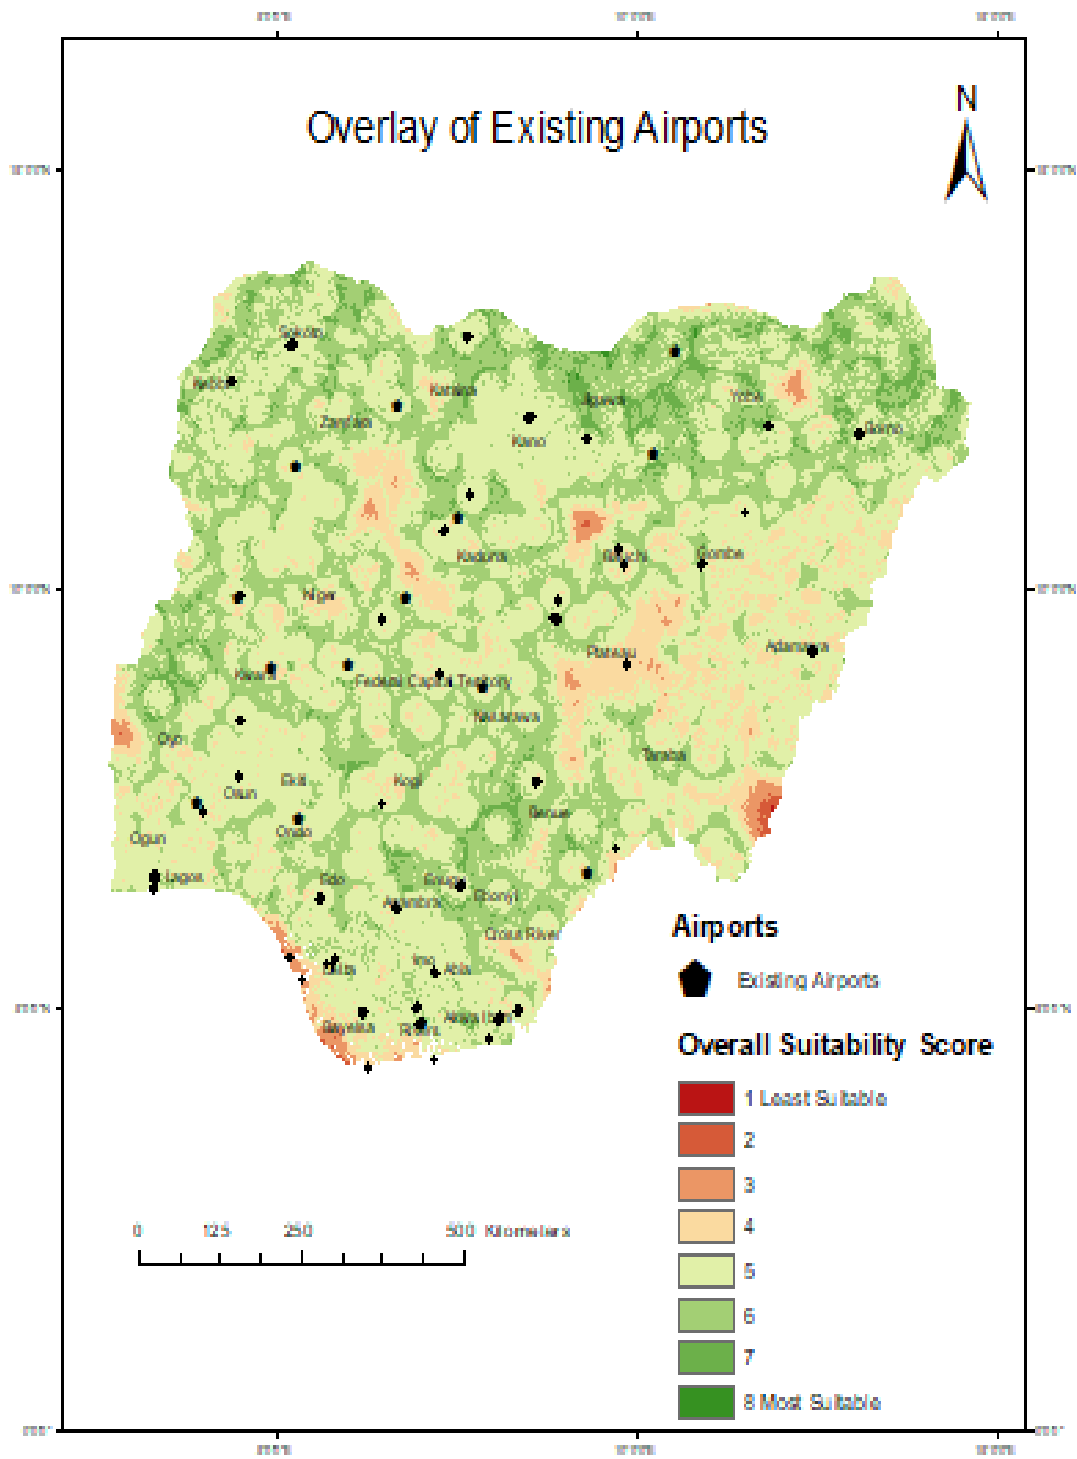 Overlay of Existing Airports
N
Sokoto
Kebbi
Zamfara
Katsina
Kano
Jigawa
Yobe
Borno
Kaduna
Bauchi
Gombe
Niger
Plateau
Adamawa
Kwara
Federal Capital Territory
Nasarawa
Oyo
Taraba
Osun
Ekiti
Kogi
Benue
Ogun
Ondo
Lagos
Edo
Enugu
Ebonyi
Anambra
Cross River
Delta
Imo
Abia
Bayelsa
Rivers
Akwa Ibom
Airports
Existing Airports
Overall Suitability Score
1 Least Suitable
2
3
4
5
6
7
8 Most Suitable
0 125 250 500 Kilometers